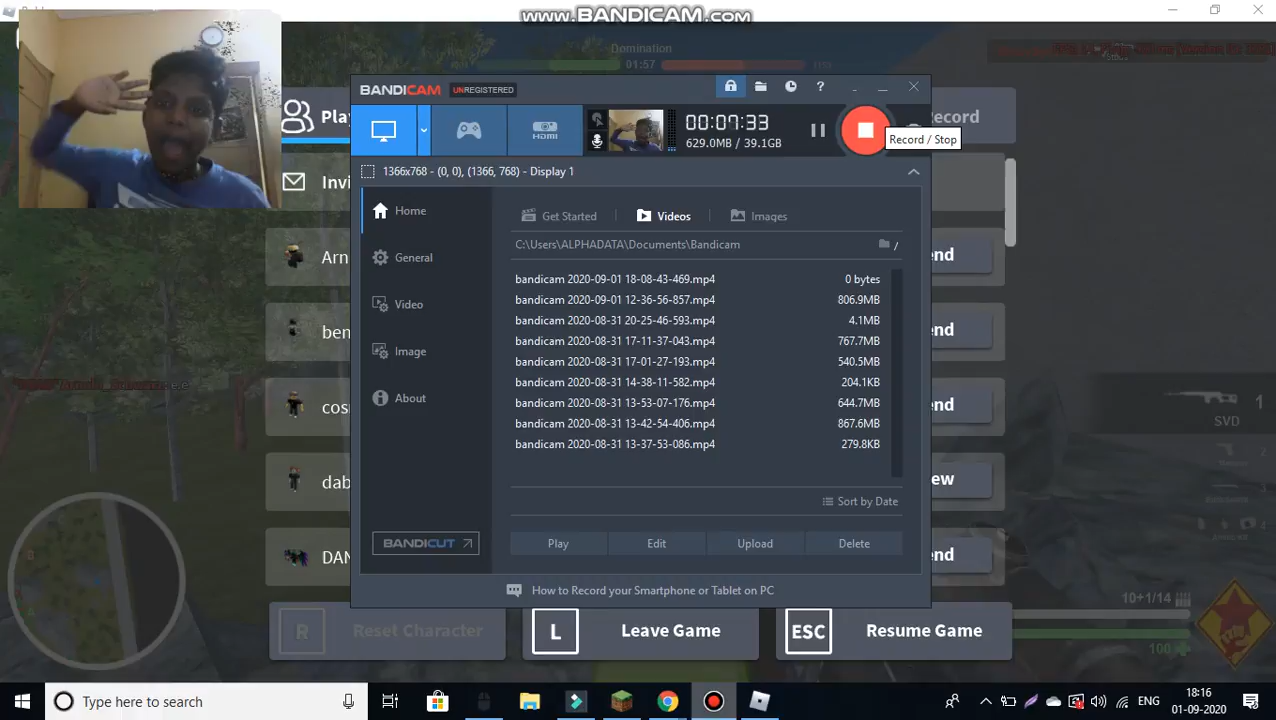 www.BANDICAM.com
Domination
01:57
BANDICAM UNREGISTERED
Play
Record
HDMI
00:07:33
629.0MB / 39.1GB
Record / Stop
1366x768 - (0, 0), (1366, 768) - Display 1
Invi
Home
Get Started
Videos
Images
C:\Users\ALPHADATA\Documents\Bandicam
/
General
Arn
end
bandicam 2020-09-01 18-08-43-469.mp4 0 bytes
bandicam 2020-09-01 12-36-56-857.mp4 806.9MB
Video
bandicam 2020-08-31 20-25-46-593.mp4 4.1MB
ben
end
bandicam 2020-08-31 17-11-37-043.mp4 767.7MB
Image
bandicam 2020-08-31 17-01-27-193.mp4 540.5MB
bandicam 2020-08-31 14-38-11-582.mp4 204.1KB
About
bandicam 2020-08-31 13-53-07-176.mp4 644.7MB
cos
end
1
SVD
bandicam 2020-08-31 13-42-54-406.mp4 867.6MB
bandicam 2020-08-31 13-37-53-086.mp4 279.8KB
dab
ew
Sort by Date
BANDICUT
Play
Edit
Upload
Delete
DAN
end
How to Record your Smartphone or Tablet on PC
10+1/14
100
R Reset Character
L Leave Game
ESC Resume Game
Type here to search
ENG
18:16
01-09-2020